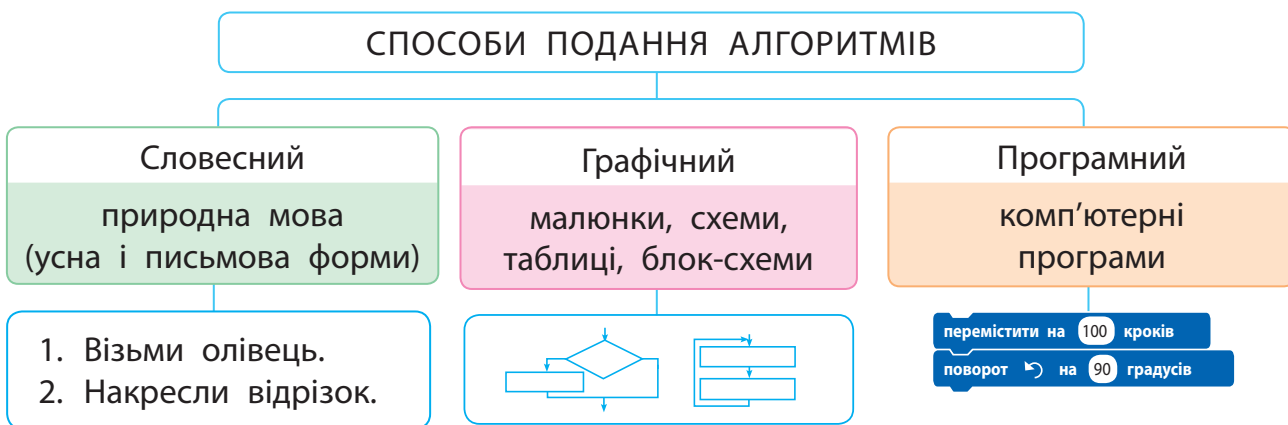 СПОСОБИ ПОДАННЯ АЛГОРИТМІВ
Словесний
природна мова
(усна і письмова форми)
1. Візьми олівець.
2. Накресли відрізок.
Графічний
малюнки, схеми,
таблиці, блок-схеми
Програмний
комп’ютерні
програми
перемістити на 100 кроків
поворот на 90 градусів